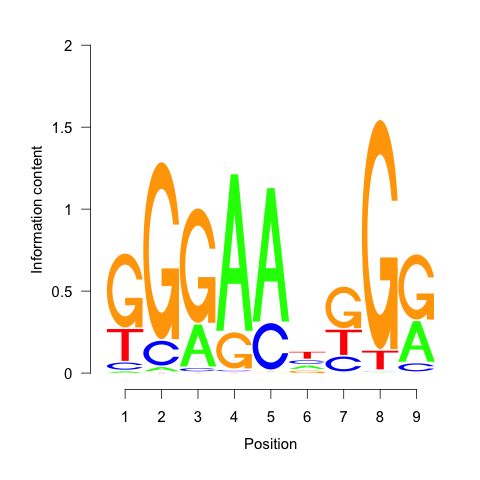 2
1.5
1
0.5
0
Information content
G G G A A T G G G
T C A G C C T T A
C A C C A C C
A G
1 2 3 4 5 6 7 8 9
Position